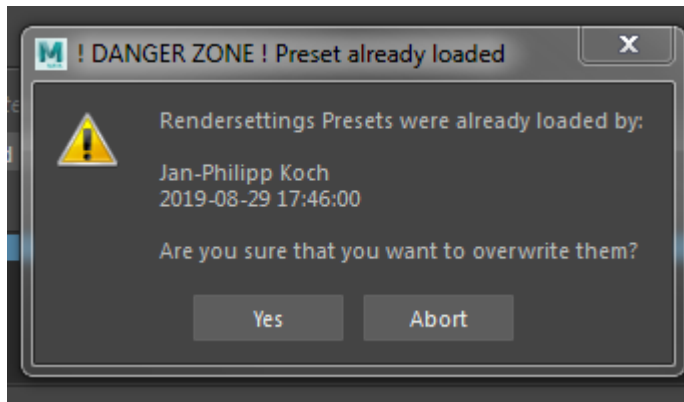 ! DANGER ZONE ! Preset already loaded
Rendersettings Presets were already loaded by:
Jan-Philipp Koch
2019-08-29 17:46:00
Are you sure that you want to overwrite them?
Yes
Abort